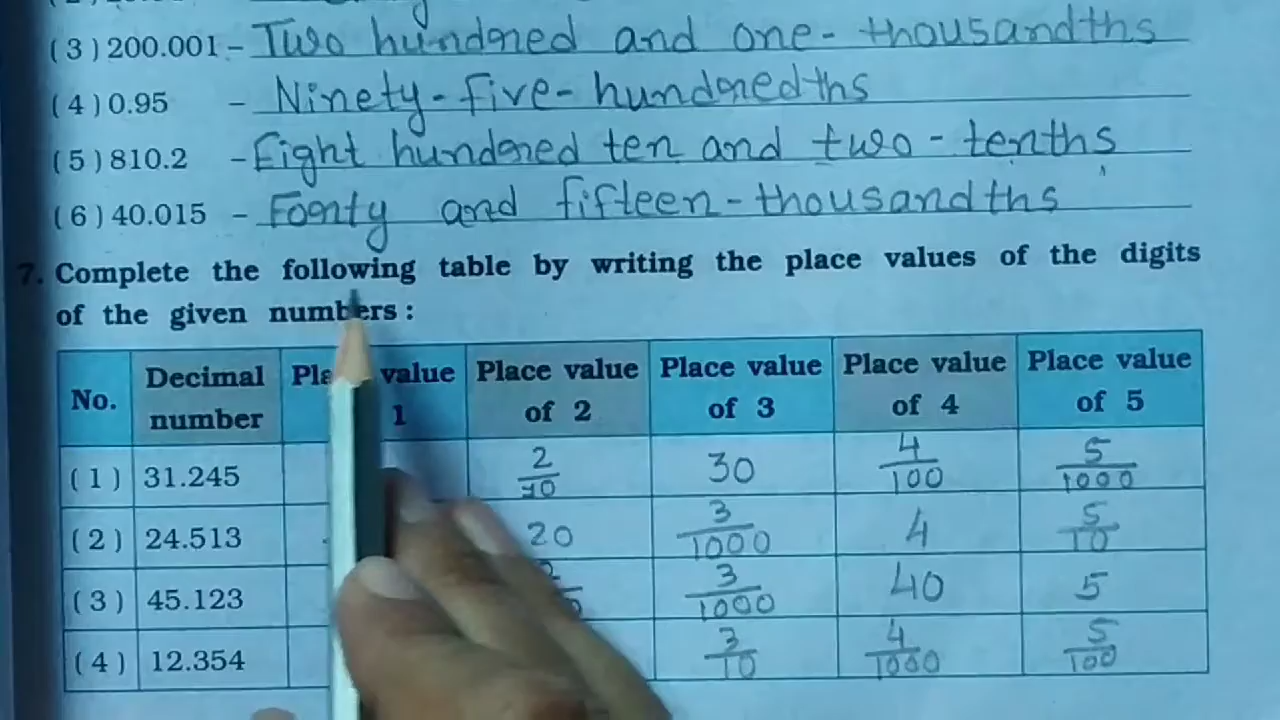 (3) 200.001 - Two hundred and one-thousandths
(4) 0.95 - Ninety-five-hundredths
(5) 810.2 - Eight hundred ten and two-tenths
(6) 40.015 - Foonty and fifteen-thousandths
7. Complete the following table by writing the place values of the digits
of the given numbers:
No. Decimal number value 1 Place value of 2 Place value of 3 Place value of 4 Place value of 5
(1) 31.245 2/10 30 4/100 5/1000
(2) 24.513 20 3/1000 4 5/10
(3) 45.123 3/1000 40 5
(4) 12.354 3/10 4/1000 5/100